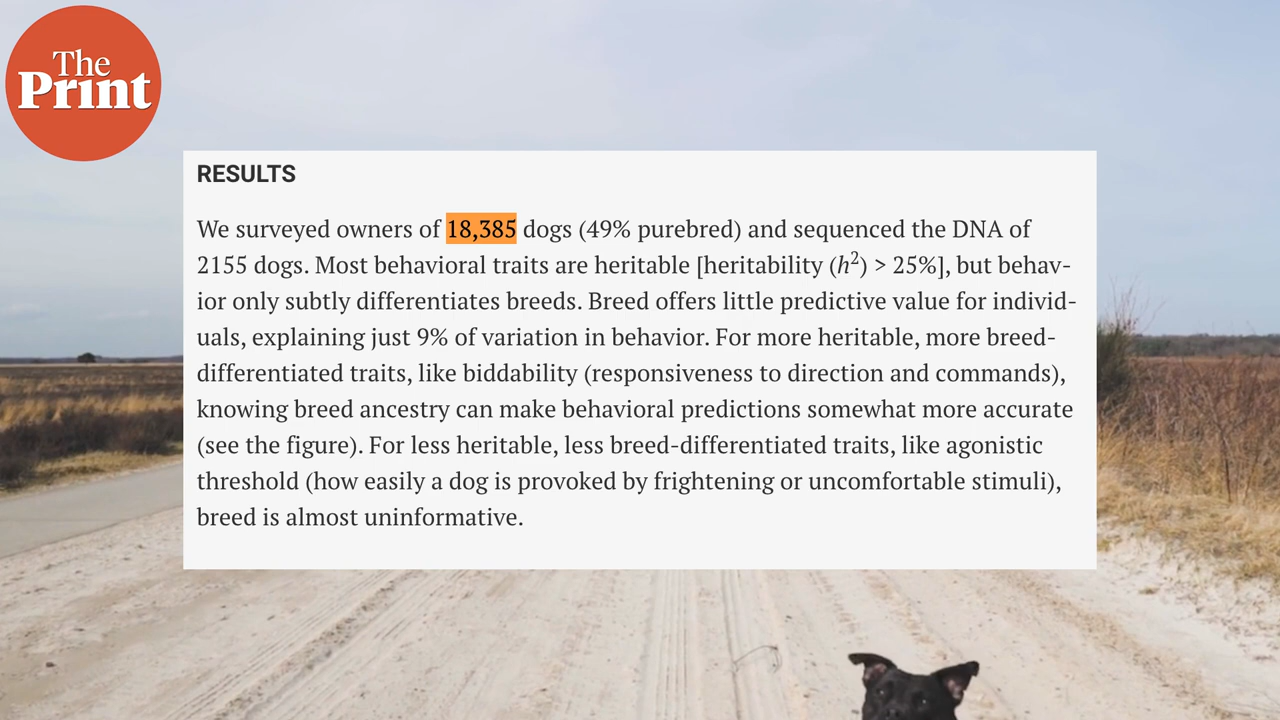 The
Print
RESULTS
We surveyed owners of 18,385 dogs (49% purebred) and sequenced the DNA of
2155 dogs. Most behavioral traits are heritable [heritability (h²) > 25%], but behav-
ior only subtly differentiates breeds. Breed offers little predictive value for individ-
uals, explaining just 9% of variation in behavior. For more heritable, more breed-
differentiated traits, like biddability (responsiveness to direction and commands),
knowing breed ancestry can make behavioral predictions somewhat more accurate
(see the figure). For less heritable, less breed-differentiated traits, like agonistic
threshold (how easily a dog is provoked by frightening or uncomfortable stimuli),
breed is almost uninformative.